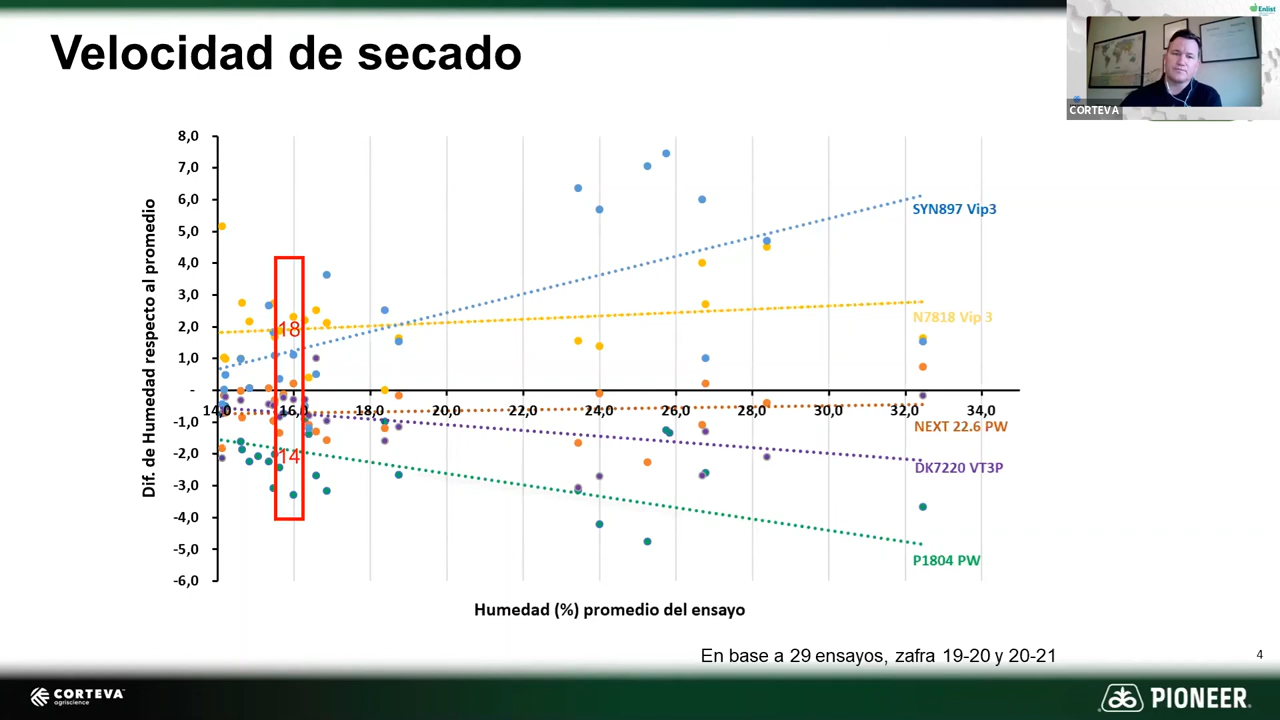 Velocidad de secado
Enlist
CORTEVA
8,0
7,0
6,0
5,0
4,0
3,0
2,0
1,0
-
-1,0
-2,0
-3,0
-4,0
-5,0
-6,0
14,0
16,0
18,0
20,0
22,0
24,0
26,0
28,0
30,0
32,0
34,0
18
14
Dif. de Humedad respecto al promedio
SYN897 Vip3
N7818 Vip 3
NEXT 22.6 PW
DK7220 VT3P
P1804 PW
Humedad (%) promedio del ensayo
En base a 29 ensayos, zafra 19-20 y 20-21
4
CORTEVA
agriscience
PIONEER